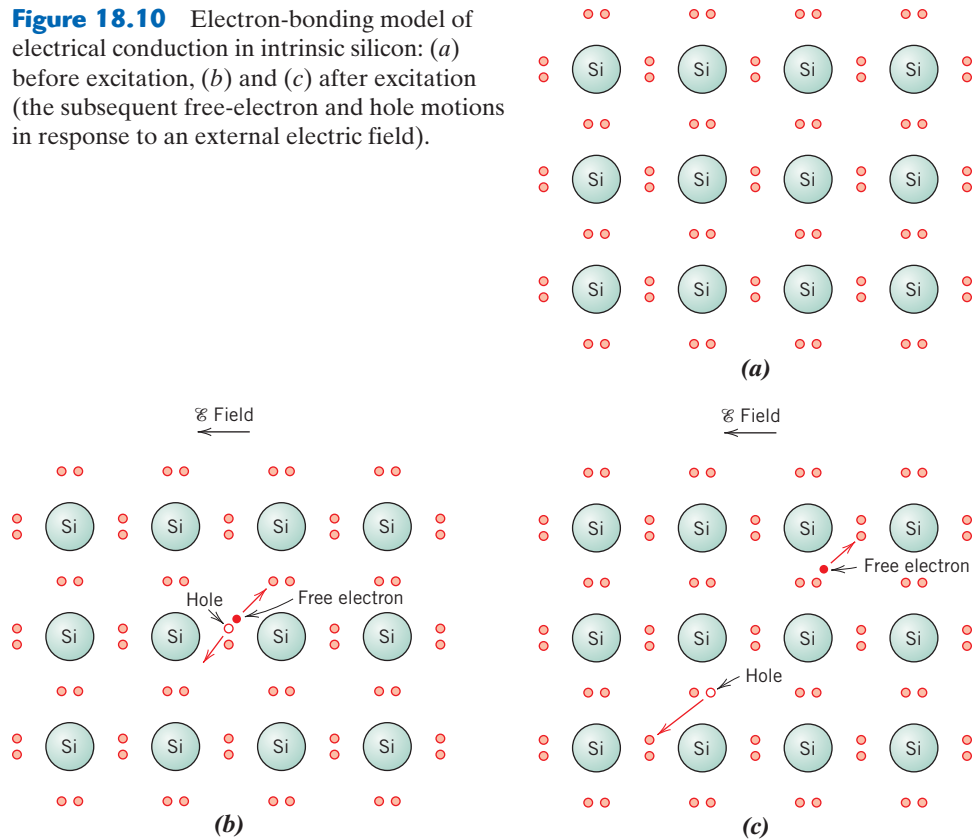 Figure 18.10 Electron-bonding model of
electrical conduction in intrinsic silicon: (a)
before excitation, (b) and (c) after excitation
(the subsequent free-electron and hole motions
in response to an external electric field).
Si Si Si Si
Si Si Si Si
Si Si Si Si
(a)
ℰ Field
Si Si Si Si
Hole Free electron
Si Si Si Si
Si Si Si Si
(b)
ℰ Field
Si Si Si Si
Free electron
Si Si Si Si
Hole
Si Si Si Si
(c)